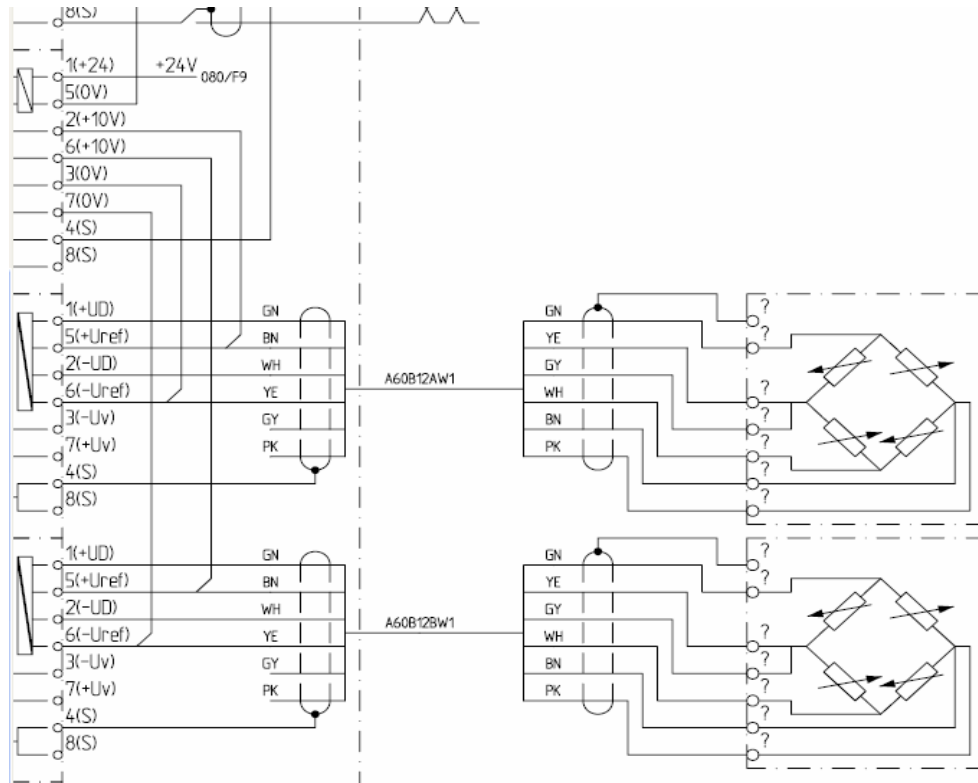 8(S)
1(+24) +24V 080/F9
5(0V)
2(+10V)
6(+10V)
3(0V)
7(0V)
4(S)
8(S)
1(+UD) GN GN ?
5(+Uref) BN YE ?
2(-UD) WH A60B12AW1 GY
6(-Uref) YE WH ?
3(-Uv) GY BN ?
7(+Uv) PK PK ?
4(S) ?
8(S) ?
1(+UD) GN GN ?
5(+Uref) BN YE ?
2(-UD) WH A60B12BW1 GY
6(-Uref) YE WH ?
3(-Uv) GY BN ?
7(+Uv) PK PK ?
4(S) ?
8(S) ?